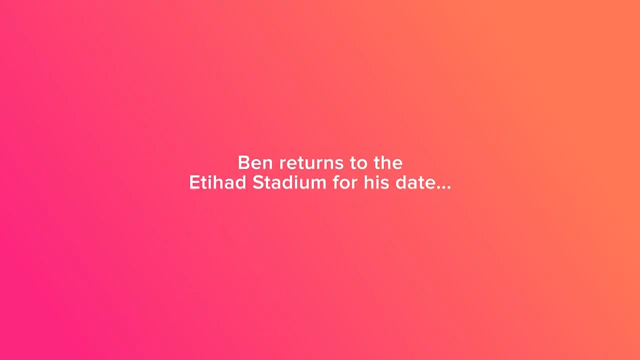 Ben returns to the
Etihad Stadium for his date...